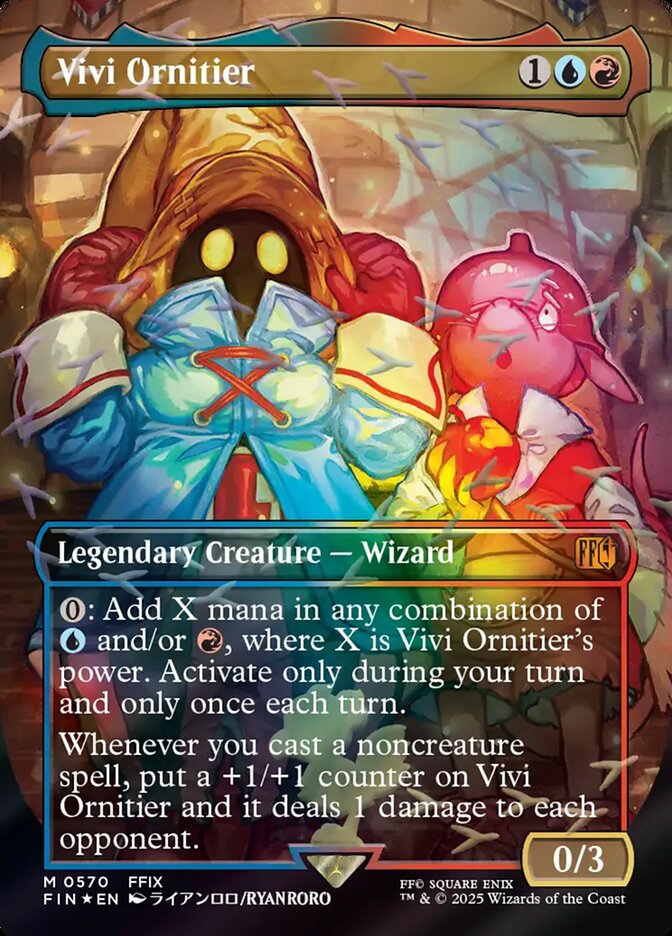 Vivi Ornitier 1
Legendary Creature — Wizard FF
0: Add X mana in any combination of
and/or , where X is Vivi Ornitier's
power. Activate only during your turn
and only once each turn.
Whenever you cast a noncreature
spell, put a +1/+1 counter on Vivi
Ornitier and it deals 1 damage to each
opponent.
0/3
M 0570 FFIX
FIN★EN ライアンロロ/RYANRORO
FF© SQUARE ENIX
™ & © 2025 Wizards of the Coast